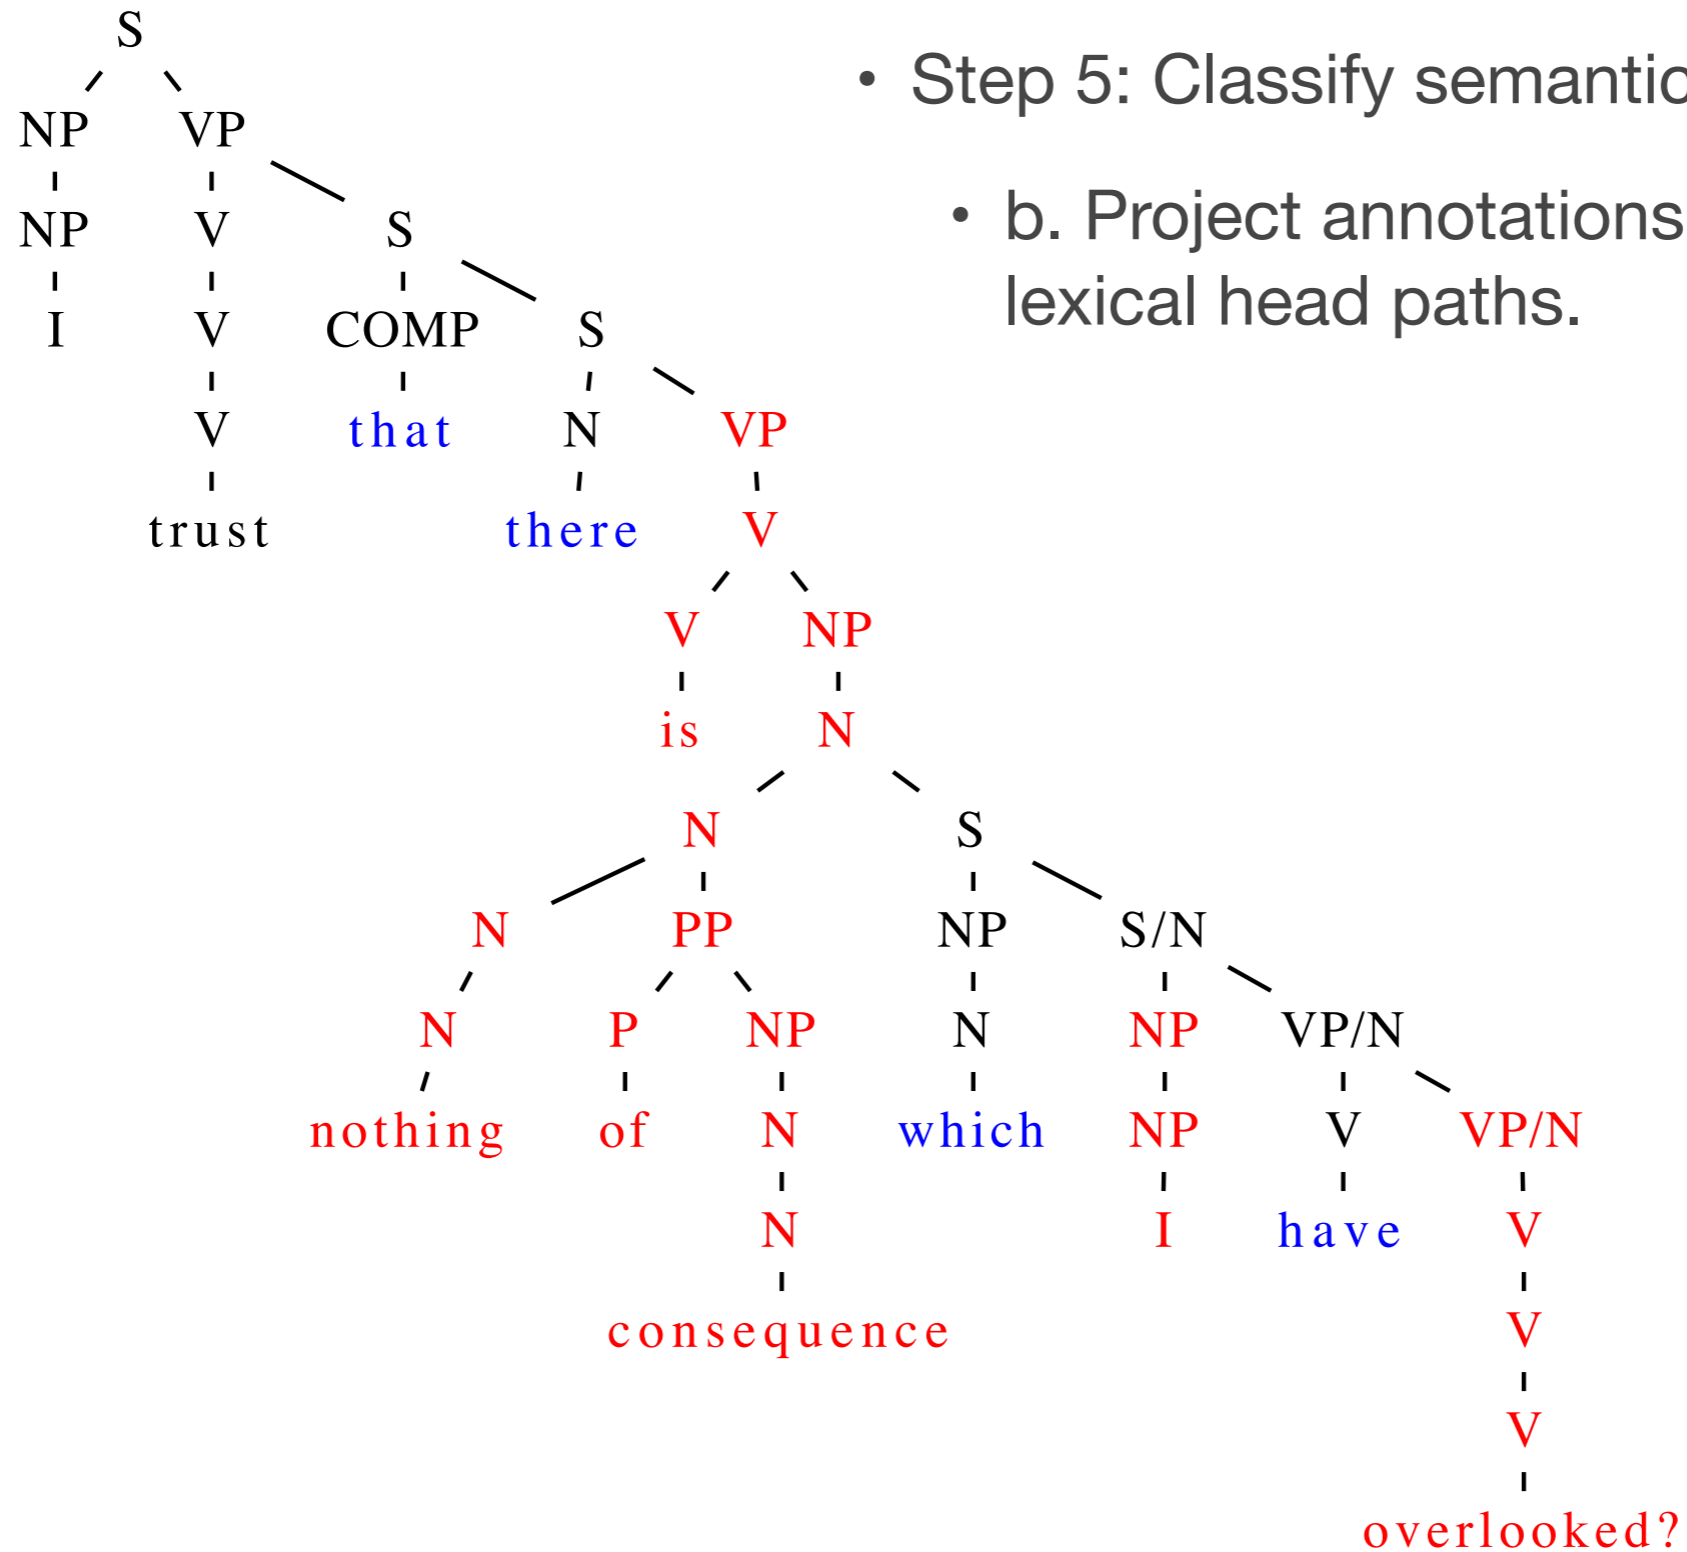 S
• Step 5: Classify semantic
NP VP
• b. Project annotations
NP V S
lexical head paths.
I V COMP S
V that N VP
trust there V
V NP
is N
N S
N PP NP S/N
N P NP N NP VP/N
nothing of N which NP V VP/N
N I have V
consequence V
V
overlooked?